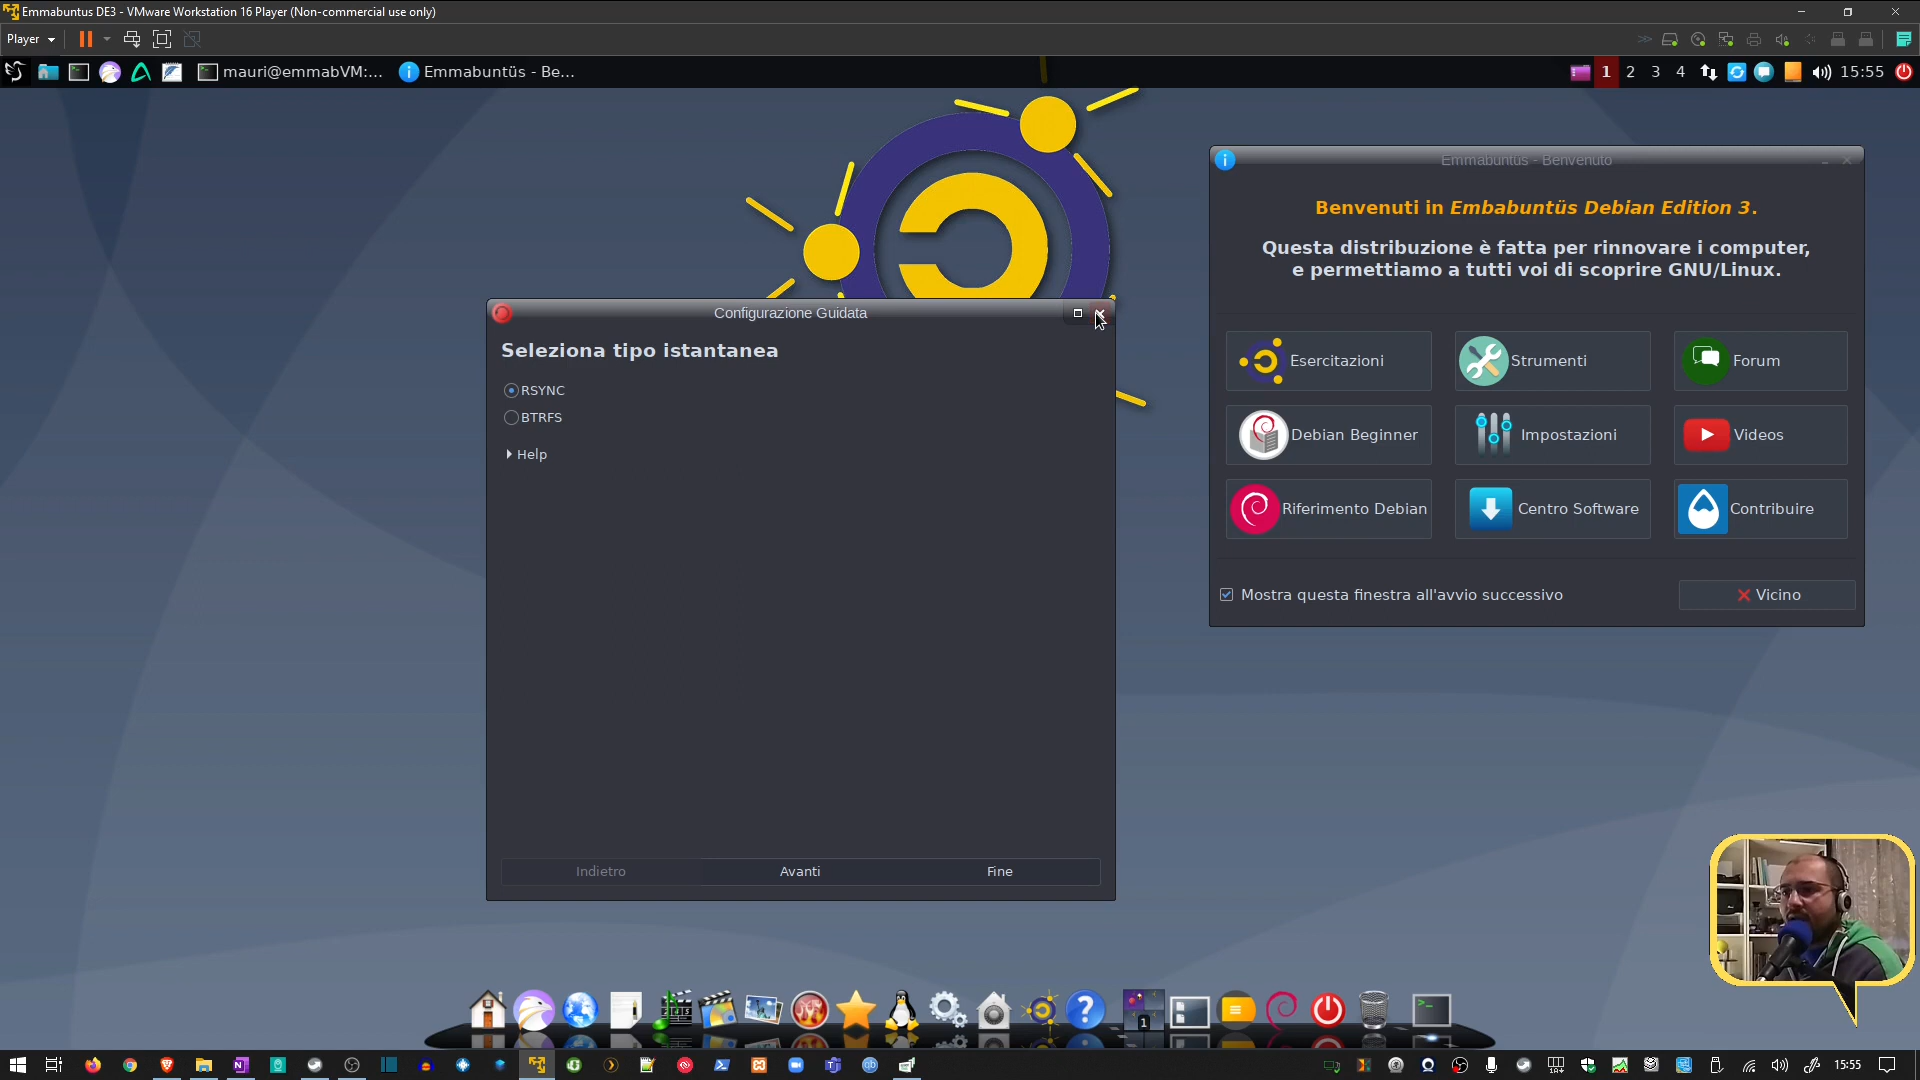 Emmabuntus DE3 - VMware Workstation 16 Player (Non-commercial use only)
Player
mauri@emmabVM:...
Emmabuntüs - Be...
1 2 3 4
15:55
Emmabuntüs - Benvenuto
Benvenuti in Embabuntüs Debian Edition 3.
Questa distribuzione è fatta per rinnovare i computer,
e permettiamo a tutti voi di scoprire GNU/Linux.
Esercitazioni
Strumenti
Forum
Debian Beginner
Impostazioni
Videos
Riferimento Debian
Centro Software
Contribuire
Mostra questa finestra all'avvio successivo
Vicino
Configurazione Guidata
Seleziona tipo istantanea
RSYNC
BTRFS
Help
Indietro
Avanti
Fine
1
15:55